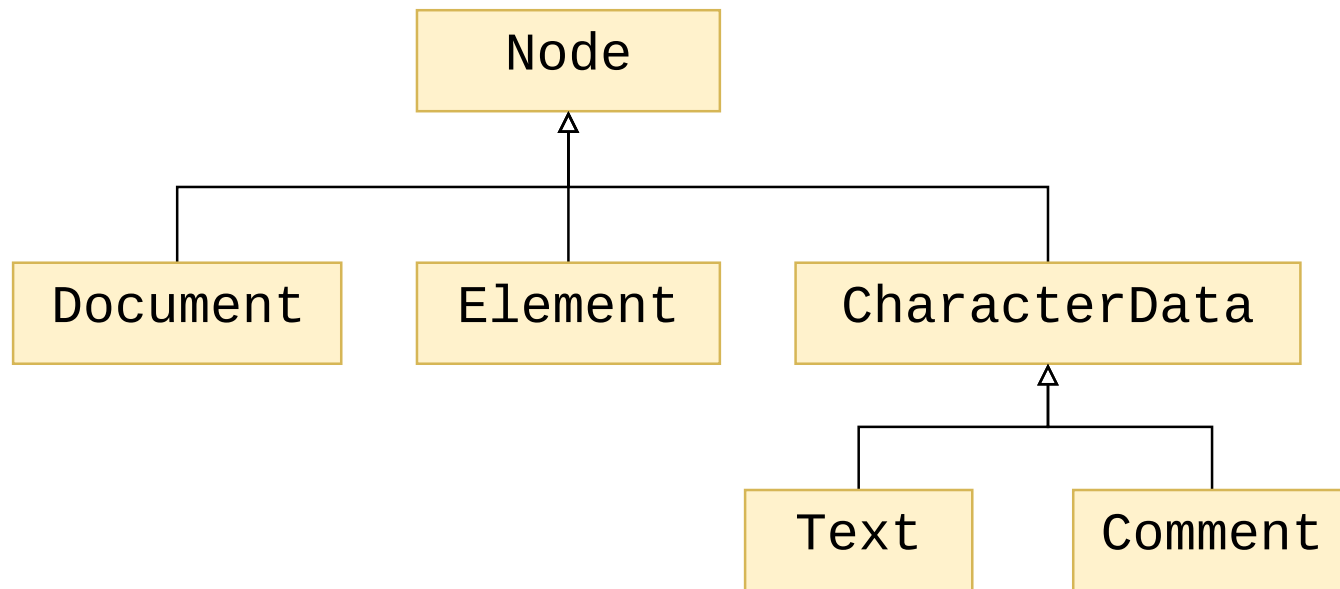 Node
Document
Element
CharacterData
Text
Comment